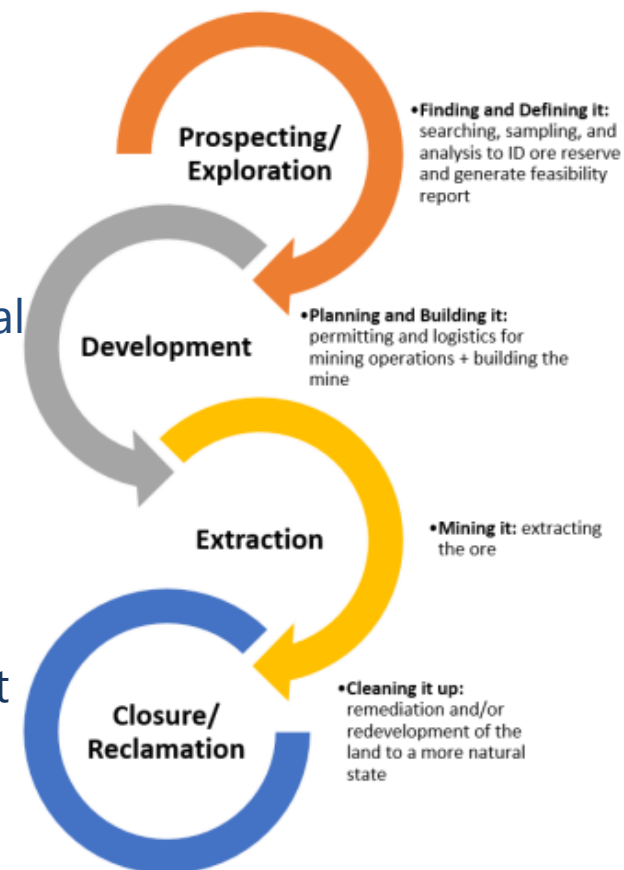 Prospecting/
Exploration
•Finding and Defining it:
searching, sampling, and
analysis to ID ore reserve
and generate feasibility
report
al
Development
•Planning and Building it:
permitting and logistics for
mining operations + building the
mine
Extraction
•Mining it: extracting
the ore
t
Closure/
Reclamation
•Cleaning it up:
remediation and/or
redevelopment of the
land to a more natural
state